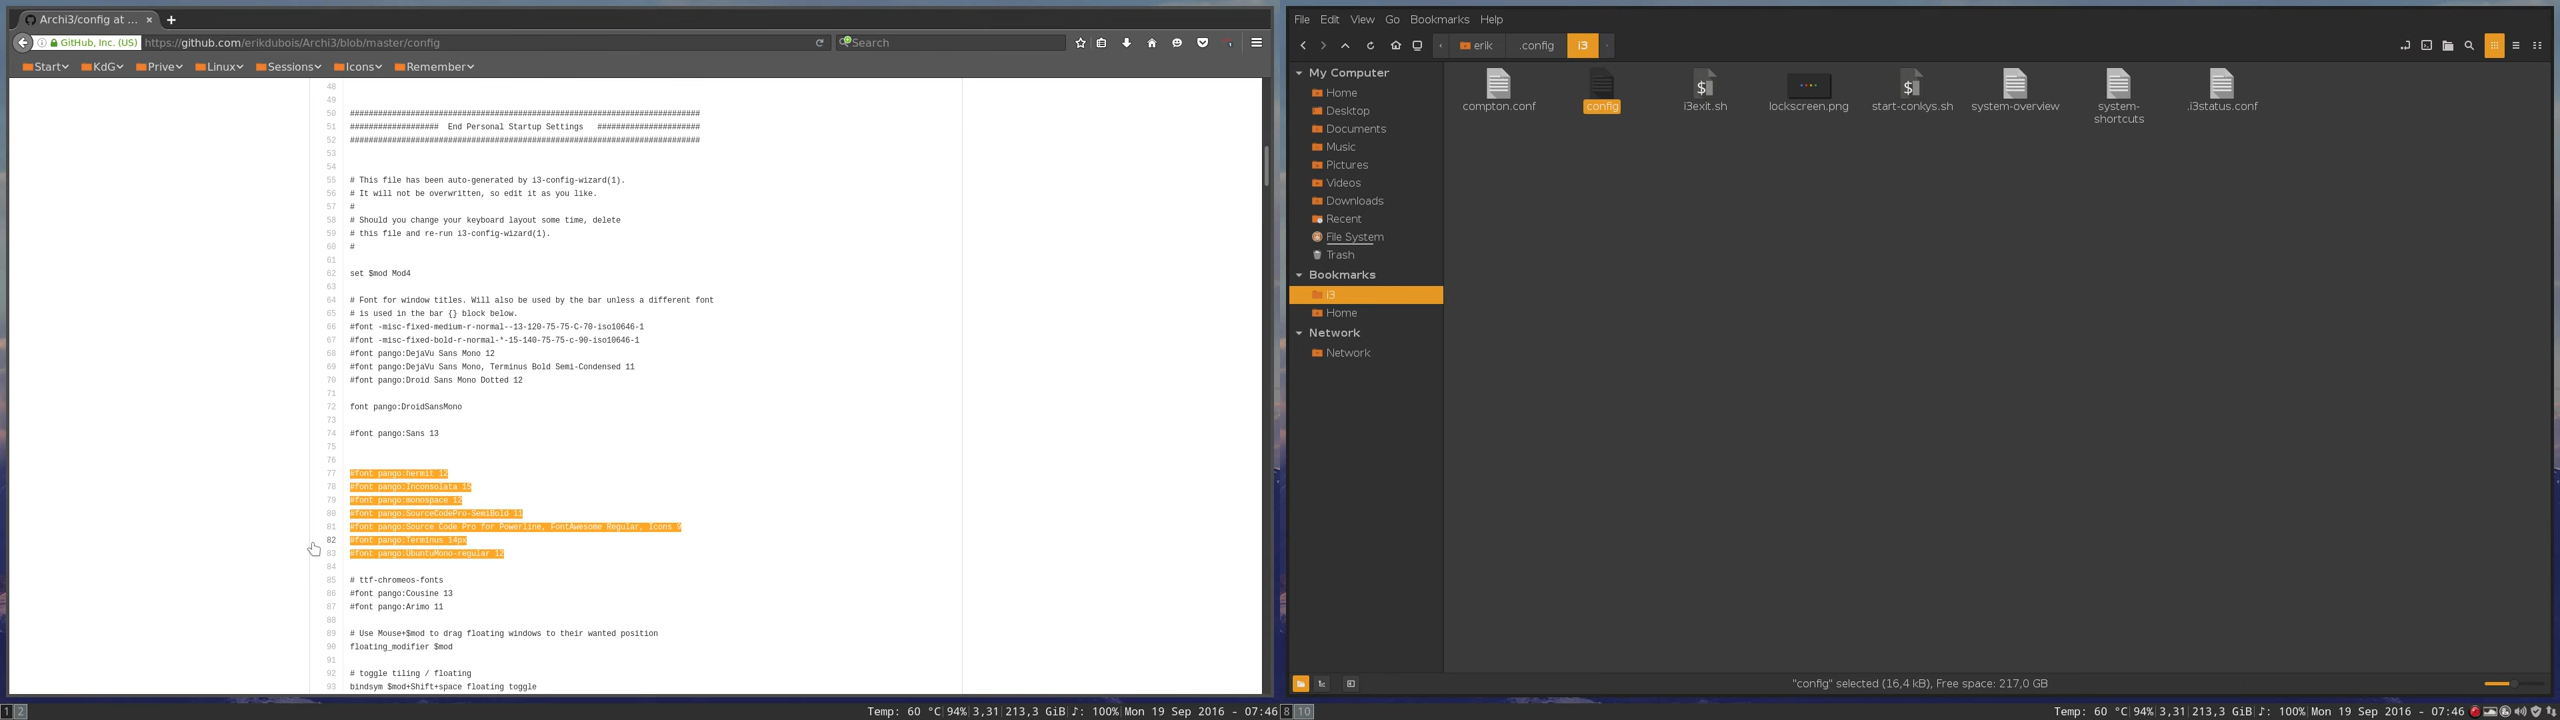 Archi3/config at ... × +
GitHub, Inc. (US) https://github.com/erikdubois/Archi3/blob/master/config
Search
Start KdG Prive Linux Sessions Icons Remember
48
49
50 ###########################################################################
51 ################### End Personal Startup Settings ######################
52 ###########################################################################
53
54
55 # This file has been auto-generated by i3-config-wizard(1).
56 # It will not be overwritten, so edit it as you like.
57 #
58 # Should you change your keyboard layout some time, delete
59 # this file and re-run i3-config-wizard(1).
60 #
61
62 set $mod Mod4
63
64 # Font for window titles. Will also be used by the bar unless a different font
65 # is used in the bar {} block below.
66 #font -misc-fixed-medium-r-normal--13-120-75-75-C-70-iso10646-1
67 #font -misc-fixed-bold-r-normal-*-15-140-75-75-c-90-iso10646-1
68 #font pango:DejaVu Sans Mono 12
69 #font pango:DejaVu Sans Mono, Terminus Bold Semi-Condensed 11
70 #font pango:Droid Sans Mono Dotted 12
71
72 font pango:DroidSansMono
73
74 #font pango:Sans 13
75
76
77 #font pango:hermit 12
78 #font pango:Inconsolata 15
79 #font pango:monospace 12
80 #font pango:SourceCodePro-SemiBold 11
81 #font pango:Source Code Pro for Powerline, FontAwesome Regular, Icons 9
82 #font pango:Terminus 14px
83 #font pango:UbuntuMono-regular 12
84
85 # ttf-chromeos-fonts
86 #font pango:Cousine 13
87 #font pango:Arimo 11
88
89 # Use Mouse+$mod to drag floating windows to their wanted position
90 floating_modifier $mod
91
92 # toggle tiling / floating
93 bindsym $mod+Shift+space floating toggle
1 2
Temp: 60 °C|94%|3,31|213,3 GiB|♪: 100%|Mon 19 Sep 2016 - 07:46
File Edit View Go Bookmarks Help
erik .config i3
My Computer
Home
Desktop
Documents
Music
Pictures
Videos
Downloads
Recent
File System
Trash
Bookmarks
i3
Home
Network
Network
compton.conf
config
i3exit.sh
lockscreen.png
start-conkys.sh
system-overview
system-
shortcuts
.i3status.conf
"config" selected (16,4 kB), Free space: 217,0 GB
8 10
Temp: 60 °C|94%|3,31|213,3 GiB|♪: 100%|Mon 19 Sep 2016 - 07:46